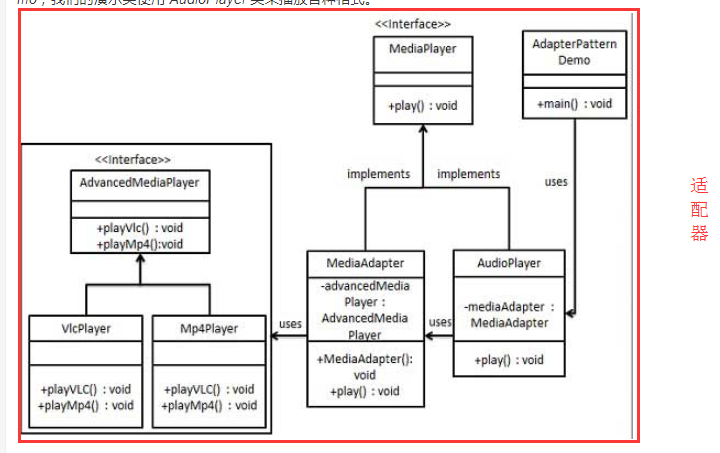 mo，我们的演示类使用 AudioPlayer 类来播放各种格式。
<<Interface>>
MediaPlayer
+play() : void
AdapterPattern
Demo
+main() : void
<<Interface>>
AdvancedMediaPlayer
+playVlc() : void
+playMp4():void
implements
implements
uses
适
配
器
MediaAdapter
-advancedMedia
Player :
AdvancedMedia
Player
+MediaAdapter():
void
+play() : void
AudioPlayer
-mediaAdapter :
MediaAdapter
+play() : void
VlcPlayer
+playVLC() : void
+playMp4() : void
Mp4Player
+playVLC() : void
+playMp4() : void
uses
uses